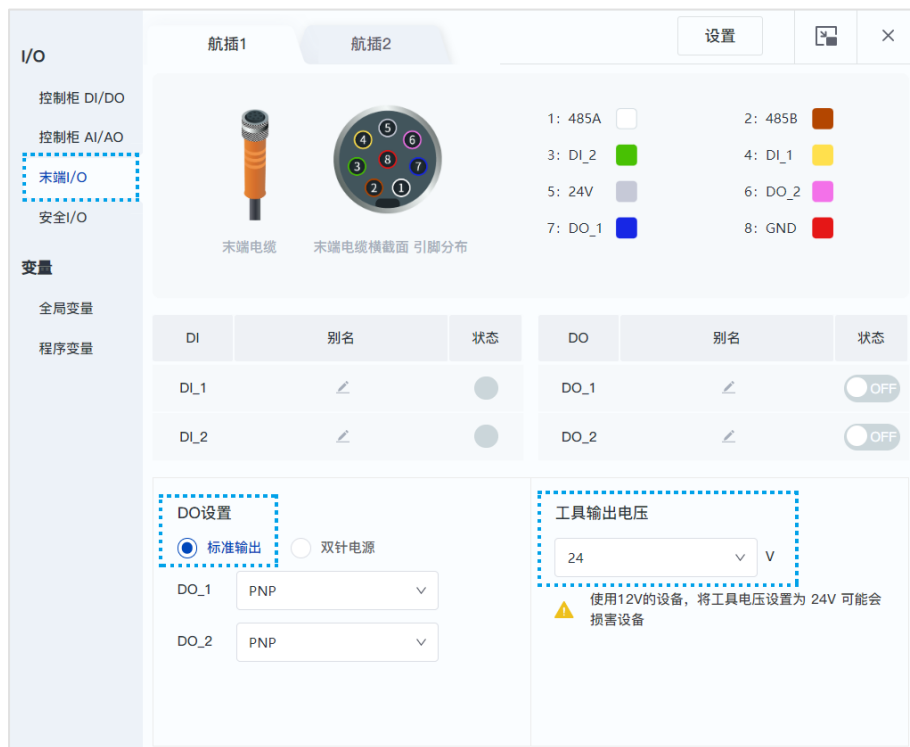 I/O
控制柜 DI/DO
控制柜 AI/AO
末端I/O
安全I/O
变量
全局变量
程序变量
航插1
航插2
设置
5
4
6
3
8
7
2
1
末端电缆
末端电缆横截面 引脚分布
1: 485A
2: 485B
3: DI_2
4: DI_1
5: 24V
6: DO_2
7: DO_1
8: GND
DI 别名 状态
DI_1
DI_2
DO 别名 状态
DO_1 OFF
DO_2 OFF
DO设置
标准输出 双针电源
DO_1 PNP
DO_2 PNP
工具输出电压
24 V
使用12V的设备，将工具电压设置为 24V 可能会
损害设备